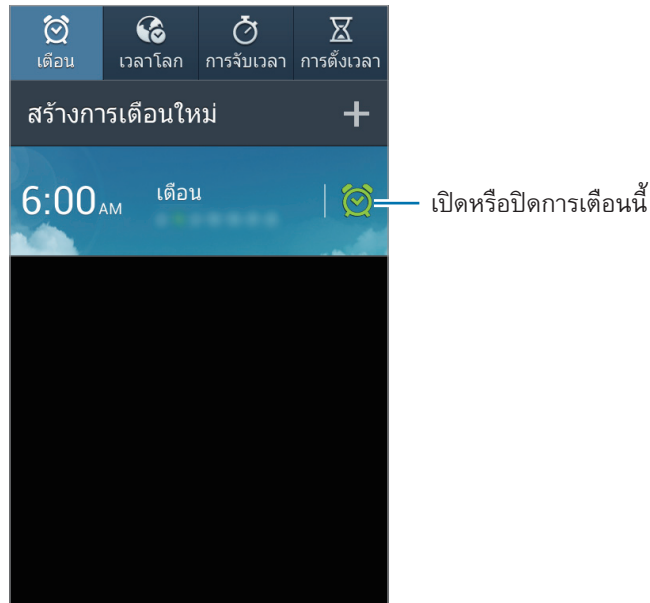 เตือน เวลาโลก การจับเวลา การตั้งเวลา
สร้างการเตือนใหม่
6:00 AM เตือน
เปิดหรือปิดการเตือนนี้